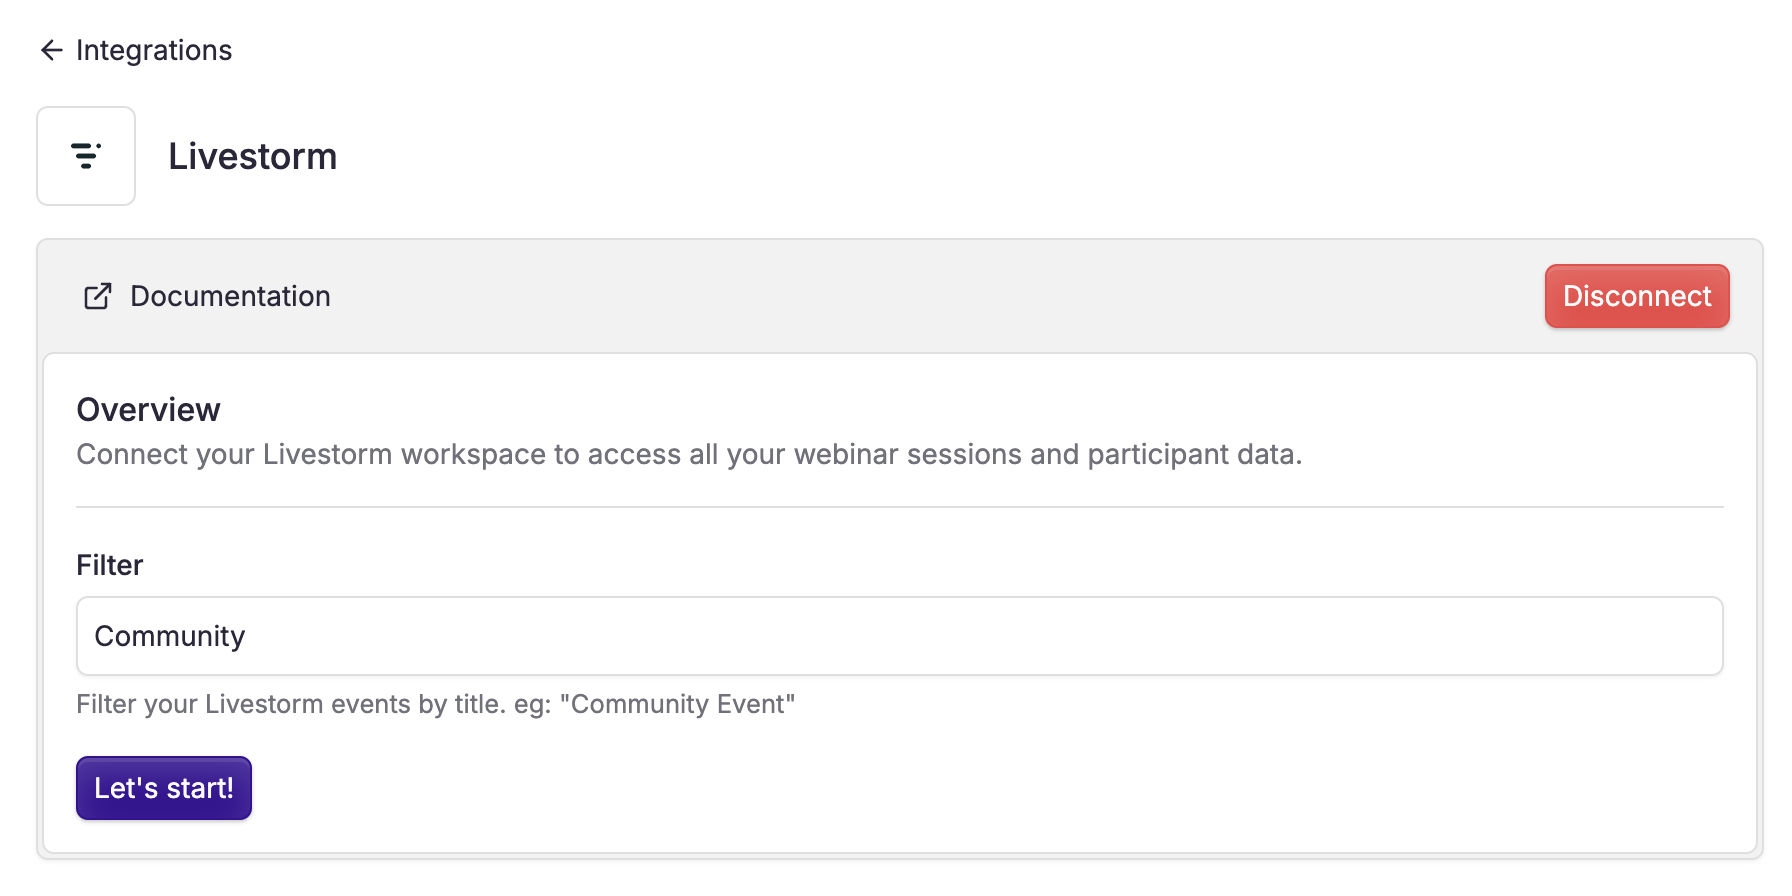 Integrations
Livestorm
Documentation
Disconnect
Overview
Connect your Livestorm workspace to access all your webinar sessions and participant data.
Filter
Community
Filter your Livestorm events by title. eg: "Community Event"
Let's start!